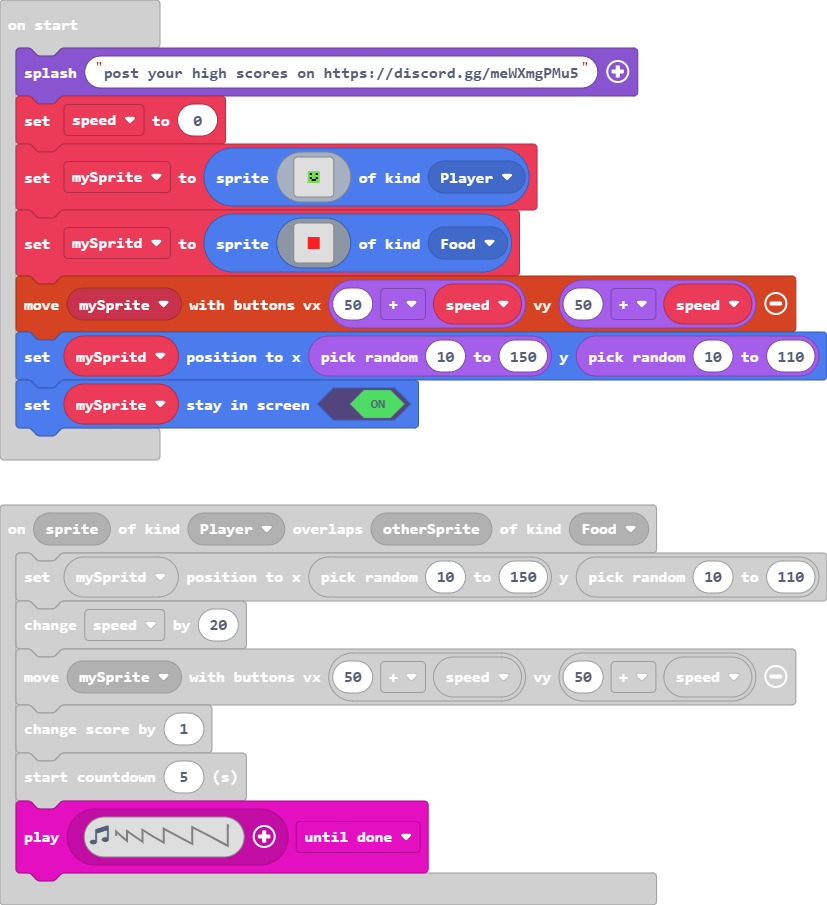 on start
splash "post your high scores on https://discord.gg/meWXmgPMu5"
set speed to 0
set mySprite to sprite of kind Player
set mySpritd to sprite of kind Food
move mySprite with buttons vx 50 + speed vy 50 + speed
set mySpritd position to x pick random 10 to 150 y pick random 10 to 110
set mySprite stay in screen ON
on sprite of kind Player overlaps otherSprite of kind Food
set mySpritd position to x pick random 10 to 150 y pick random 10 to 110
change speed by 20
move mySprite with buttons vx 50 + speed vy 50 + speed
change score by 1
start countdown 5 (s)
play until done